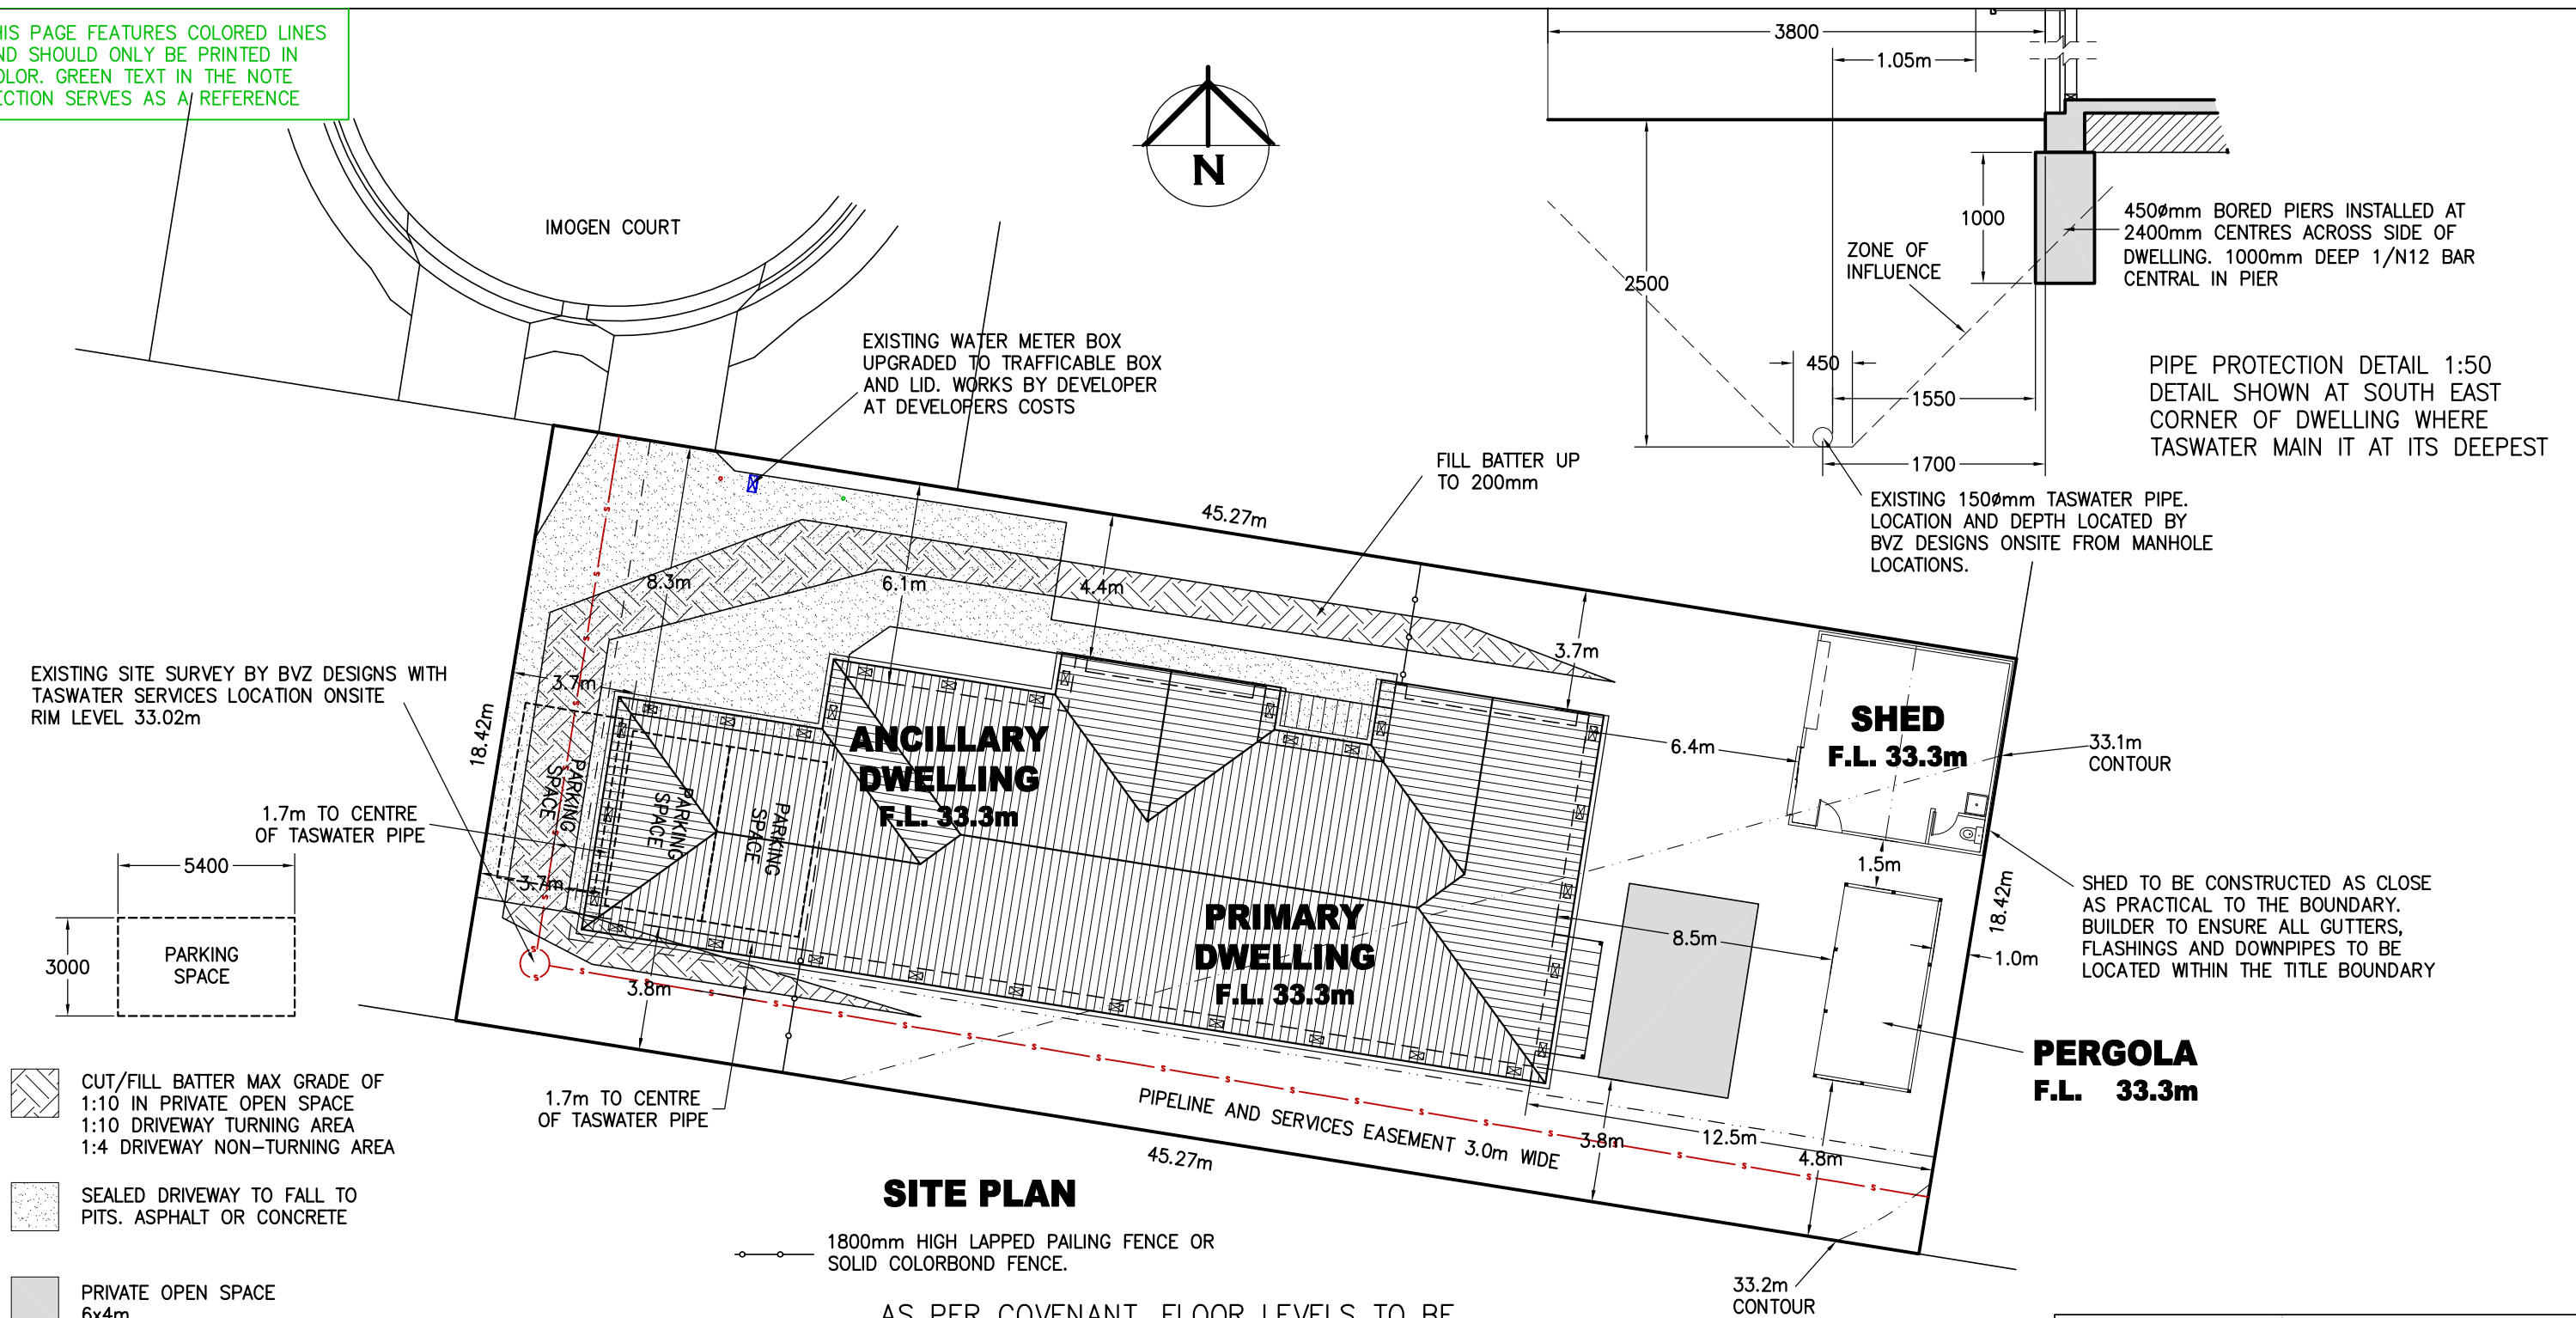 HIS PAGE FEATURES COLORED LINES
ND SHOULD ONLY BE PRINTED IN
OLOR. GREEN TEXT IN THE NOTE
ECTION SERVES AS A REFERENCE
IMOGEN COURT
N
3800
1.05m
2500
1000
ZONE OF
INFLUENCE
450
1550
1700
450ømm BORED PIERS INSTALLED AT
2400mm CENTRES ACROSS SIDE OF
DWELLING. 1000mm DEEP 1/N12 BAR
CENTRAL IN PIER
PIPE PROTECTION DETAIL 1:50
DETAIL SHOWN AT SOUTH EAST
CORNER OF DWELLING WHERE
TASWATER MAIN IT AT ITS DEEPEST
EXISTING 150ømm TASWATER PIPE.
LOCATION AND DEPTH LOCATED BY
BVZ DESIGNS ONSITE FROM MANHOLE
LOCATIONS.
EXISTING WATER METER BOX
UPGRADED TO TRAFFICABLE BOX
AND LID. WORKS BY DEVELOPER
AT DEVELOPERS COSTS
FILL BATTER UP
TO 200mm
45.27m
8.3m
6.1m
4.4m
3.7m
3.7m
EXISTING SITE SURVEY BY BVZ DESIGNS WITH
TASWATER SERVICES LOCATION ONSITE
RIM LEVEL 33.02m
18.42m
1.7m TO CENTRE
OF TASWATER PIPE
5400
3000
PARKING
SPACE
PARKING
SPACE
PARKING
SPACE
PARKING
SPACE
3.7m
ANCILLARY
DWELLING
F.L. 33.3m
PRIMARY
DWELLING
F.L. 33.3m
6.4m
SHED
F.L. 33.3m
33.1m
CONTOUR
1.5m
18.42m
SHED TO BE CONSTRUCTED AS CLOSE
AS PRACTICAL TO THE BOUNDARY.
BUILDER TO ENSURE ALL GUTTERS,
FLASHINGS AND DOWNPIPES TO BE
LOCATED WITHIN THE TITLE BOUNDARY
8.5m
1.0m
PERGOLA
F.L. 33.3m
3.8m
1.7m TO CENTRE
OF TASWATER PIPE
PIPELINE AND SERVICES EASEMENT 3.0m WIDE
3.8m
12.5m
4.8m
45.27m
33.2m
CONTOUR
CUT/FILL BATTER MAX GRADE OF
1:10 IN PRIVATE OPEN SPACE
1:10 DRIVEWAY TURNING AREA
1:4 DRIVEWAY NON-TURNING AREA
SEALED DRIVEWAY TO FALL TO
PITS. ASPHALT OR CONCRETE
PRIVATE OPEN SPACE
6x4m
SITE PLAN
1800mm HIGH LAPPED PAILING FENCE OR
SOLID COLORBOND FENCE.
AS PER COVENANT, FLOOR LEVELS TO BE